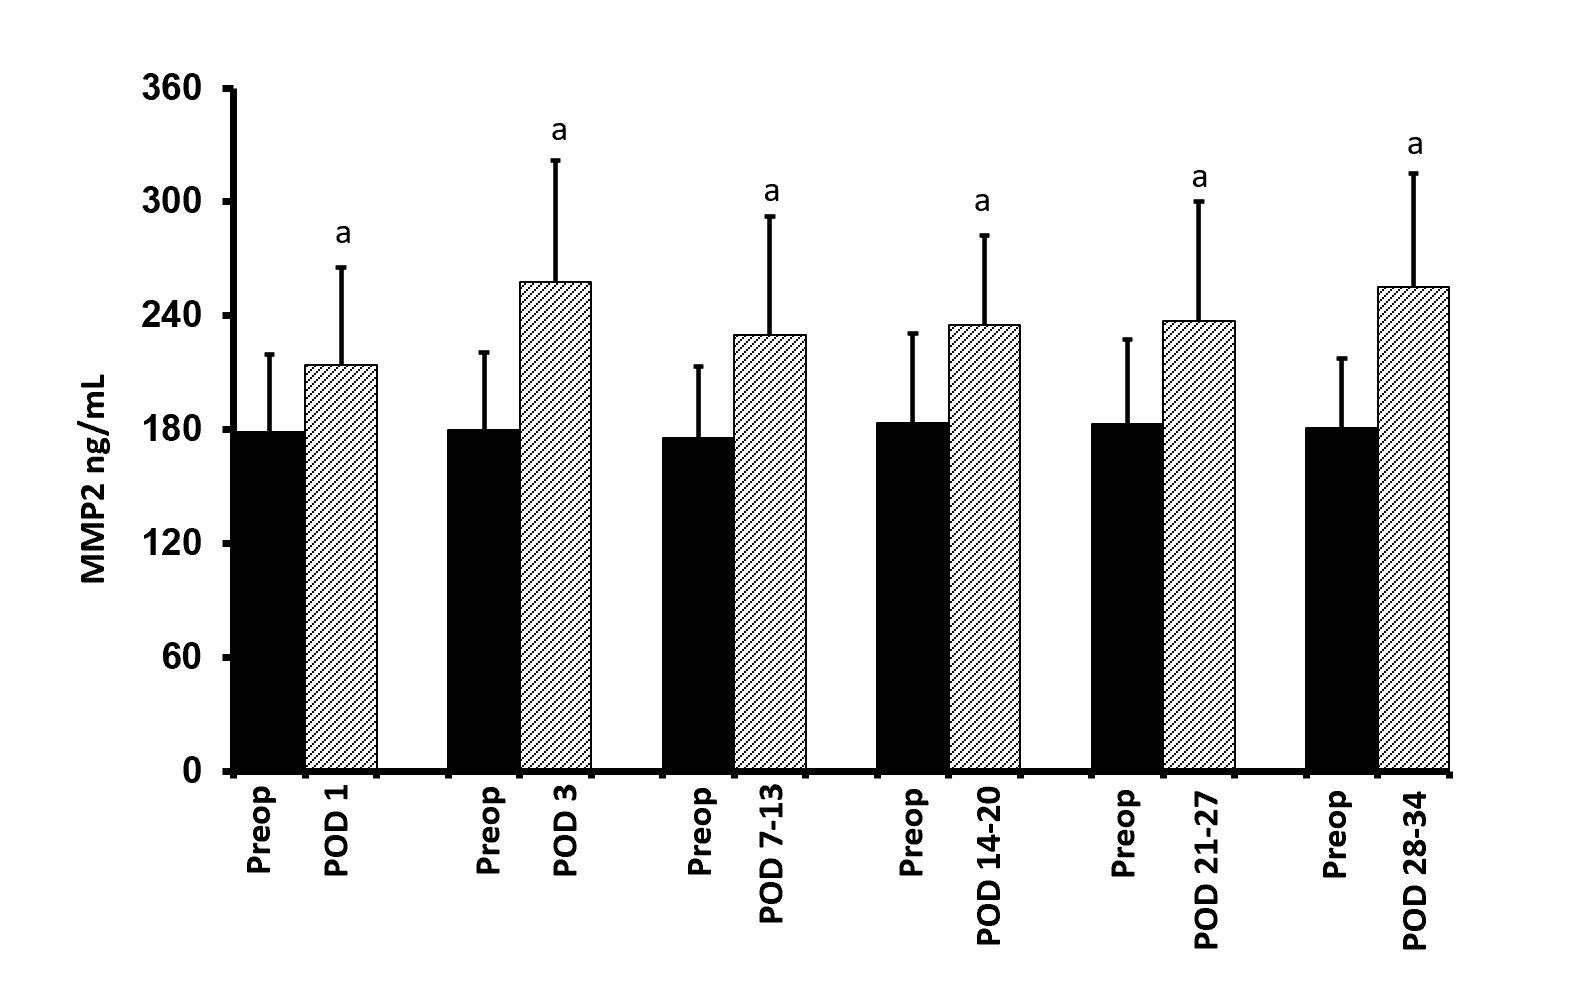 360
300
240
180
120
60
0
MMP2 ng/mL
a
a
a
a
a
a
Preop
POD 1
Preop
POD 3
Preop
POD 7-13
Preop
POD 14-20
Preop
POD 21-27
Preop
POD 28-34